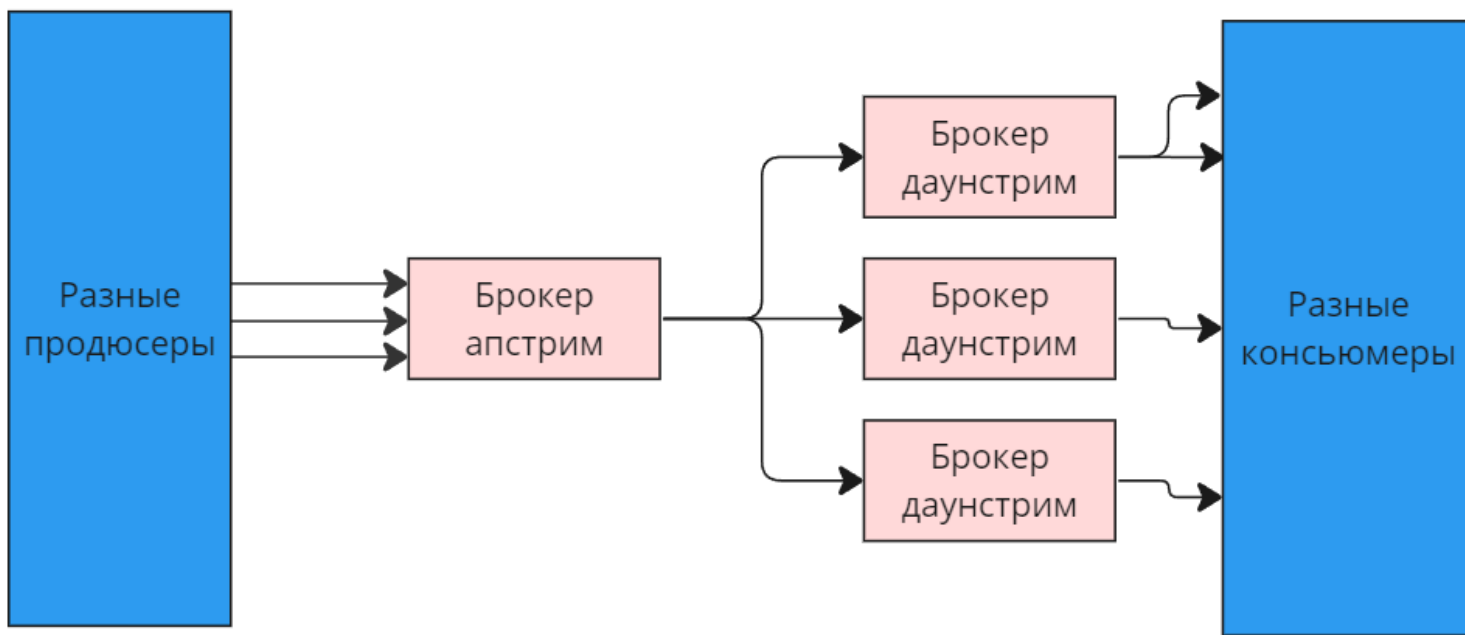 Разные
продюсеры
Брокер
апстрим
Брокер
даунстрим
Брокер
даунстрим
Брокер
даунстрим
Разные
консьюмеры